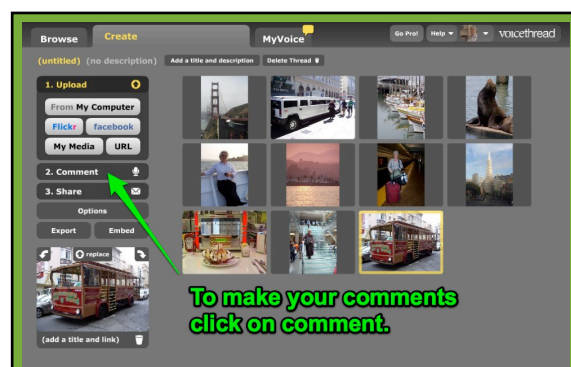 Browse Create MyVoice Go Pro! Help voicethread
(untitled) (no description) Add a title and description Delete Thread
1. Upload
From My Computer
Flickr facebook
My Media URL
2. Comment
3. Share
Options
Export Embed
replace
(add a title and link)
To make your comments
click on comment.